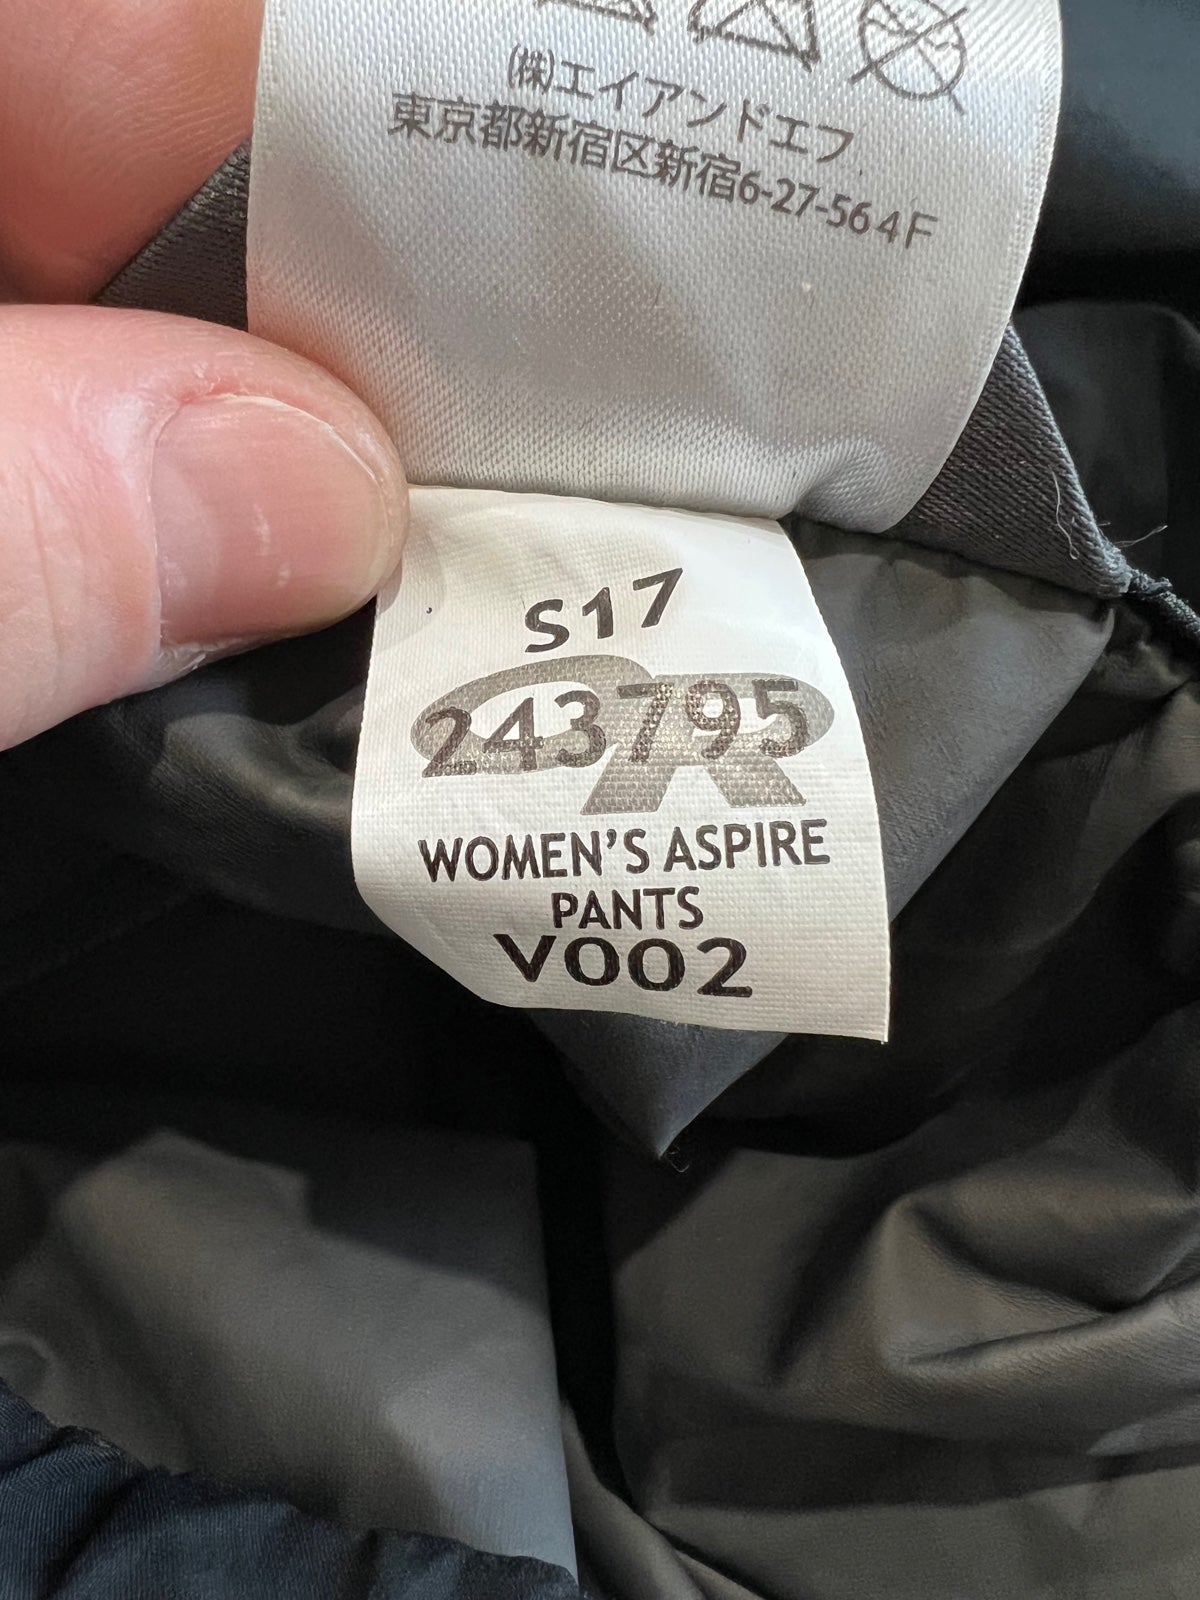 (株)エイアンドエフ
東京都新宿区新宿6-27-56 4F
S17
243795
WOMEN'S ASPIRE
PANTS
V002